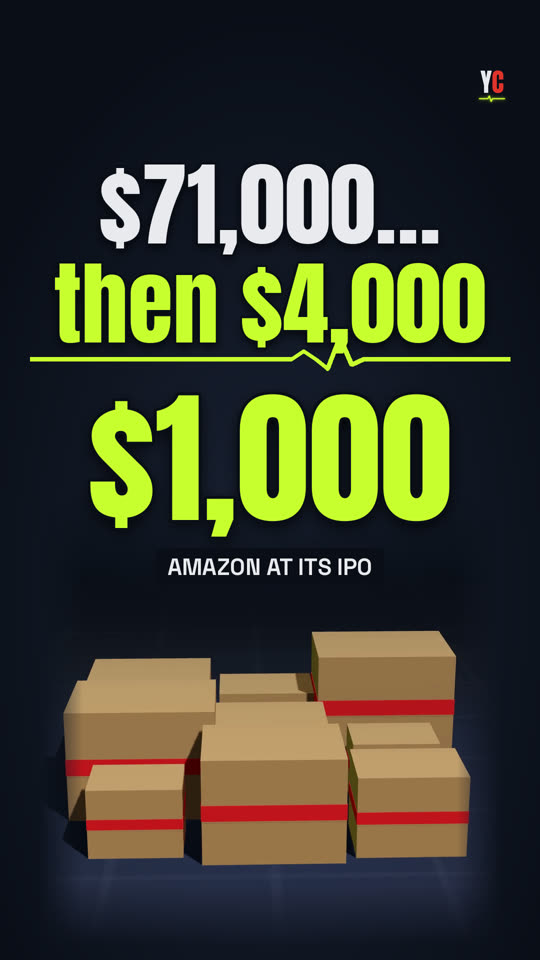 YC
$71,000...
then $4,000
$1,000
AMAZON AT ITS IPO